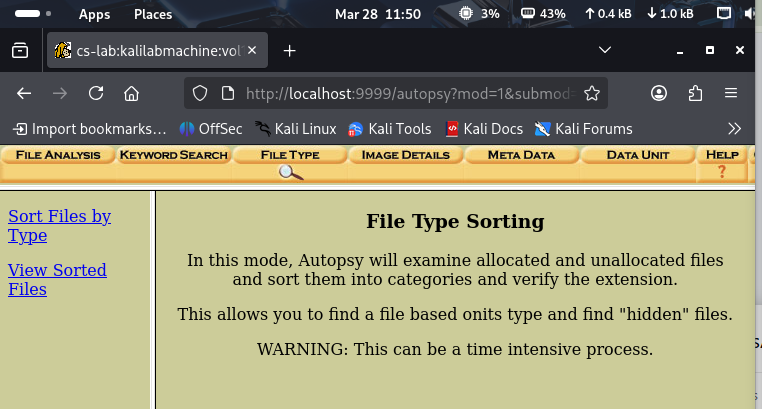 Apps Places Mar 28 11:50 3% 43% 0.4 kB 1.0 kB
cs-lab:kalilabmachine:vol
http://localhost:9999/autopsy?mod=1&submod=
Import bookmarks… OffSec Kali Linux Kali Tools Kali Docs Kali Forums
FILE ANALYSIS KEYWORD SEARCH FILE TYPE IMAGE DETAILS META DATA DATA UNIT HELP
?
Sort Files by
Type
View Sorted
Files
File Type Sorting
In this mode, Autopsy will examine allocated and unallocated files
and sort them into categories and verify the extension.
This allows you to find a file based onits type and find "hidden" files.
WARNING: This can be a time intensive process.